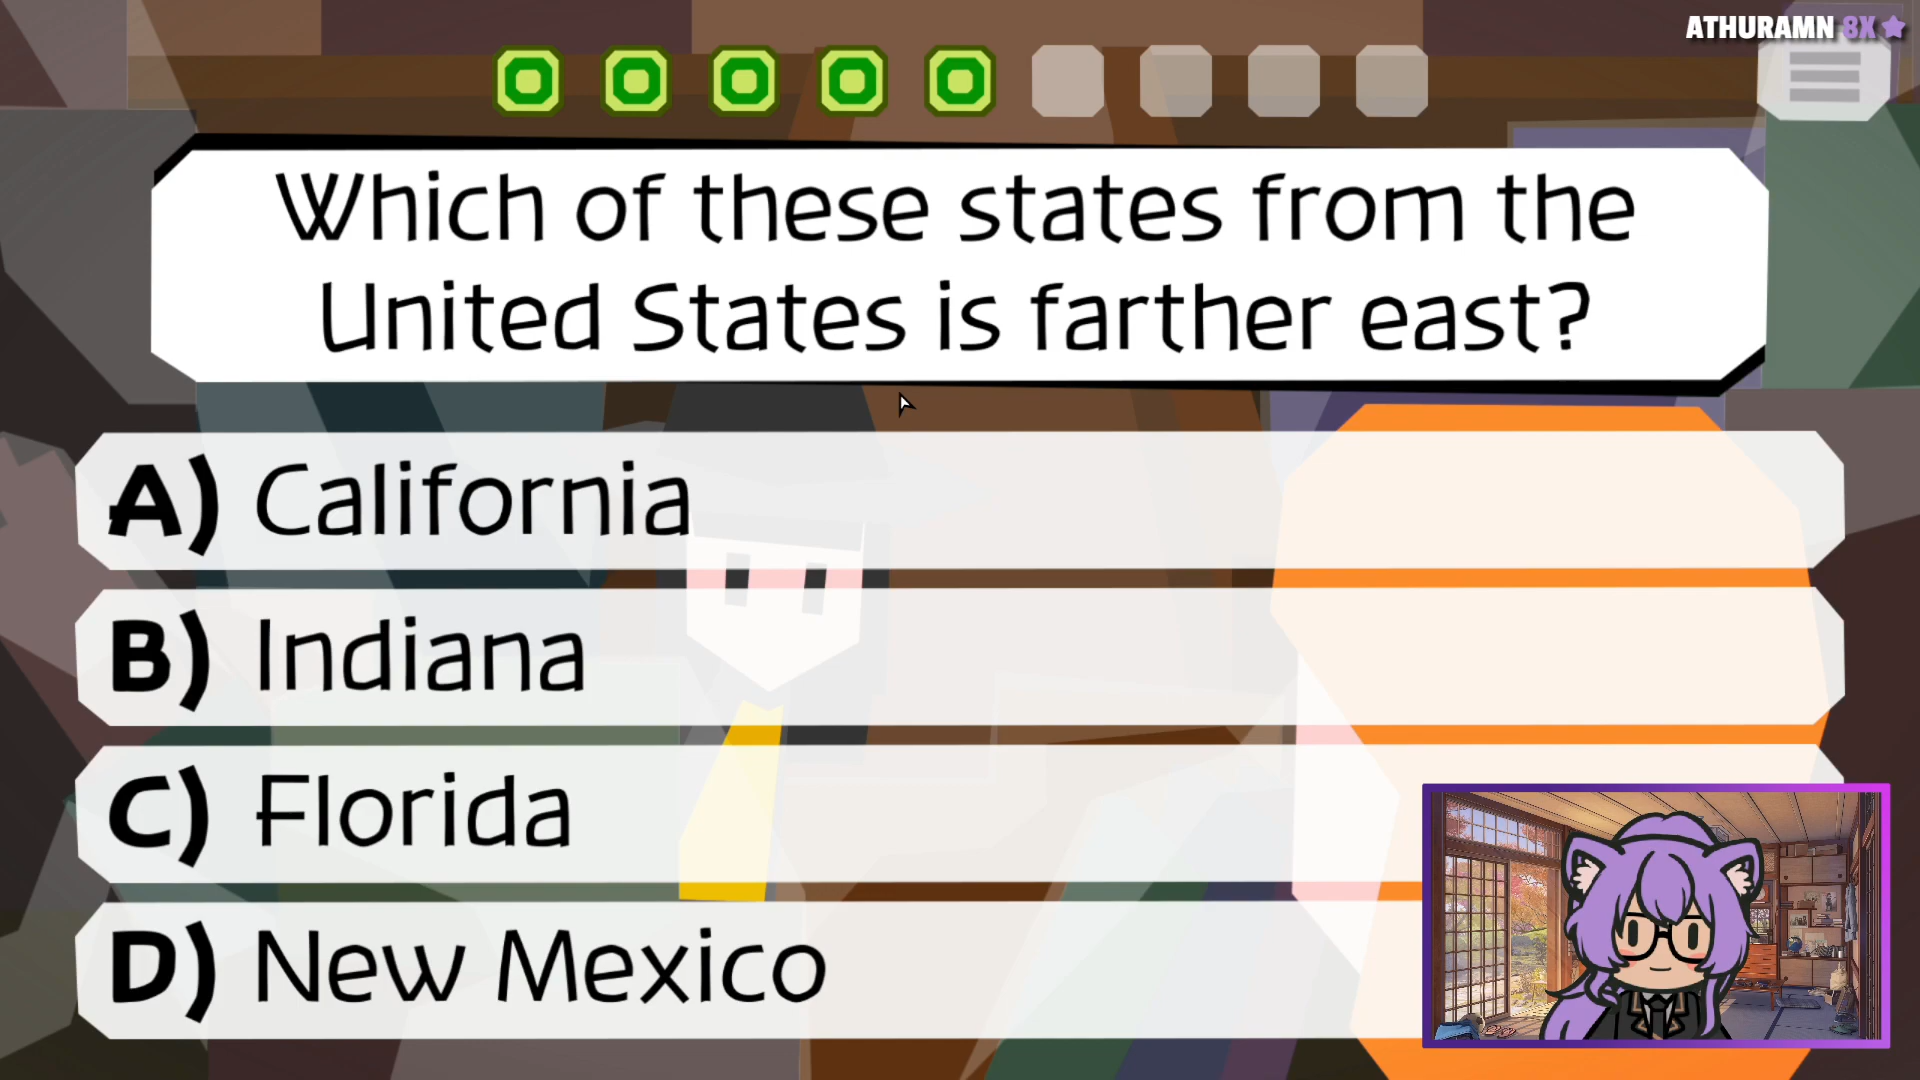 ATHURAMN 8X
Which of these states from the
United States is farther east?
A) California
B) Indiana
C) Florida
D) New Mexico